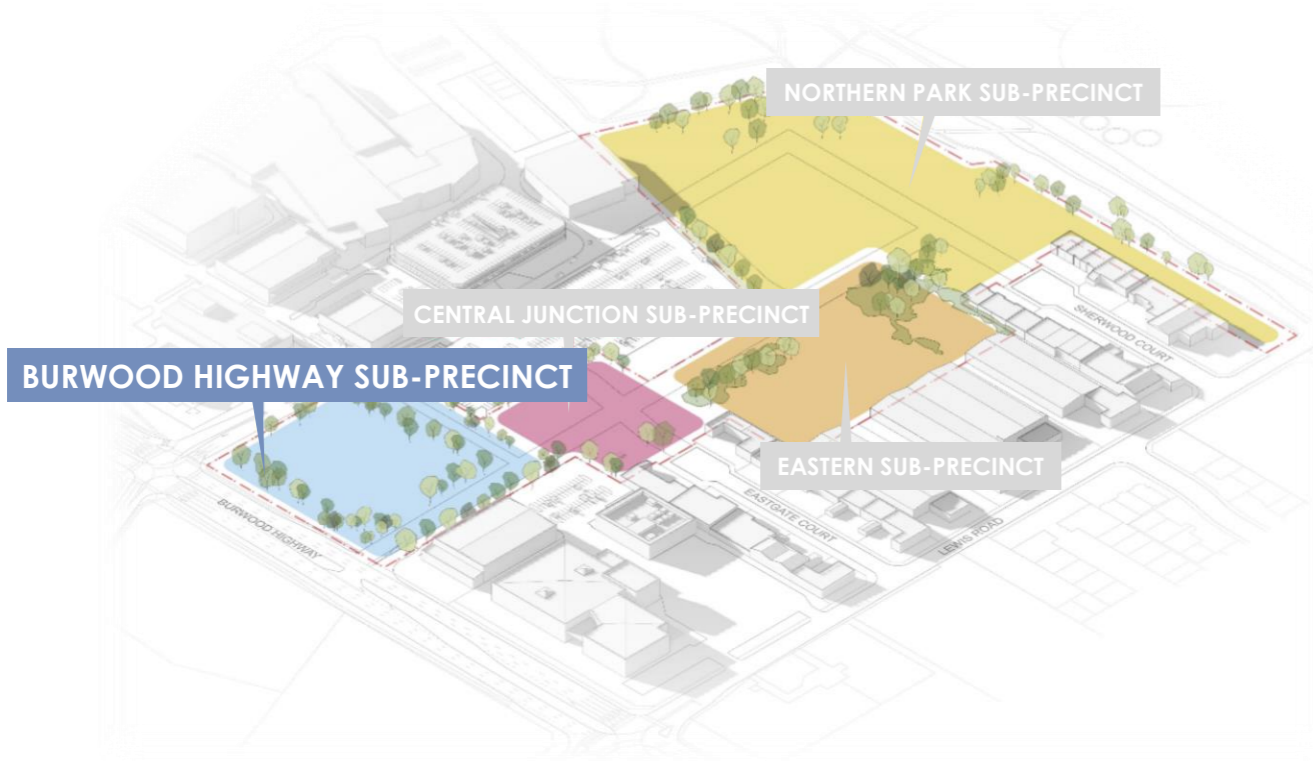 NORTHERN PARK SUB-PRECINCT
CENTRAL JUNCTION SUB-PRECINCT
SHERWOOD COURT
BURWOOD HIGHWAY SUB-PRECINCT
EASTERN SUB-PRECINCT
EASTGATE COURT
BURWOOD HIGHWAY
LEWIS ROAD